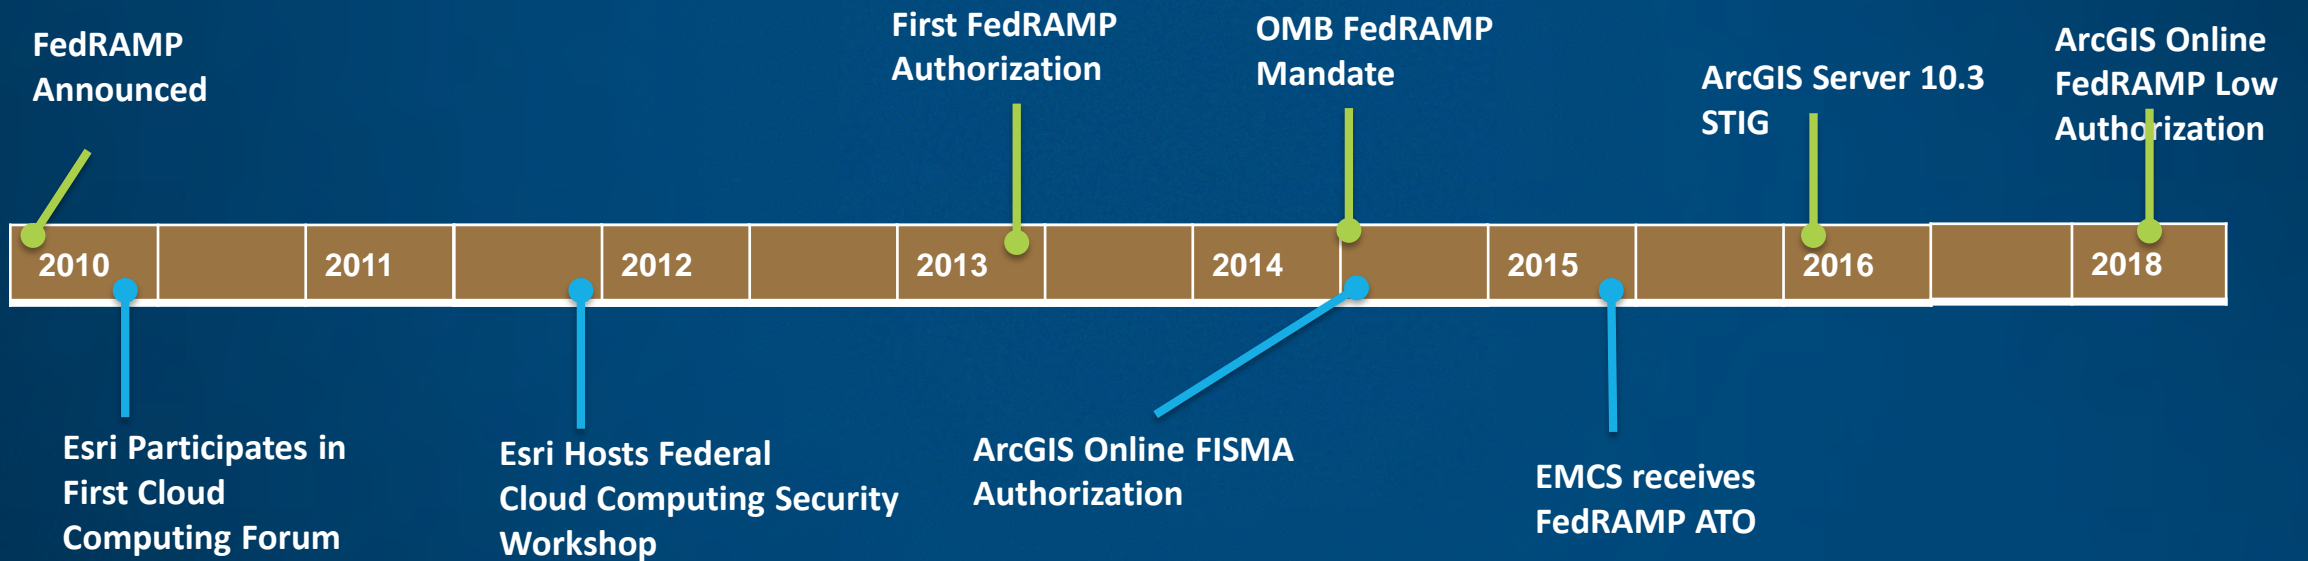 FedRAMP
Announced
First FedRAMP
Authorization
OMB FedRAMP
Mandate
ArcGIS Server 10.3
STIG
ArcGIS Online
FedRAMP Low
Authorization
2010
2011
2012
2013
2014
2015
2016
2018
Esri Participates in
First Cloud
Computing Forum
Esri Hosts Federal
Cloud Computing Security
Workshop
ArcGIS Online FISMA
Authorization
EMCS receives
FedRAMP ATO